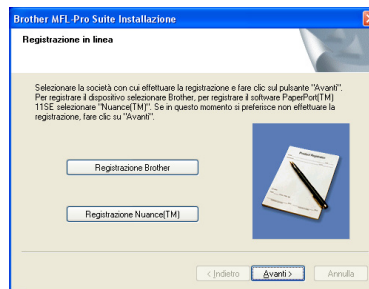 Brother MFL-Pro Suite Installazione
Registrazione in linea
Selezionare la società con cui effettuare la registrazione e fare clic sul pulsante "Avanti".
Per registrare il dispositivo selezionare Brother, per registrare il software PaperPort(TM)
11SE selezionare "Nuance(TM)". Se in questo momento si preferisce non effettuare la
registrazione, fare clic su "Avanti".
Registrazione Brother
Registrazione Nuance(TM)
< Indietro
Avanti >
Annulla